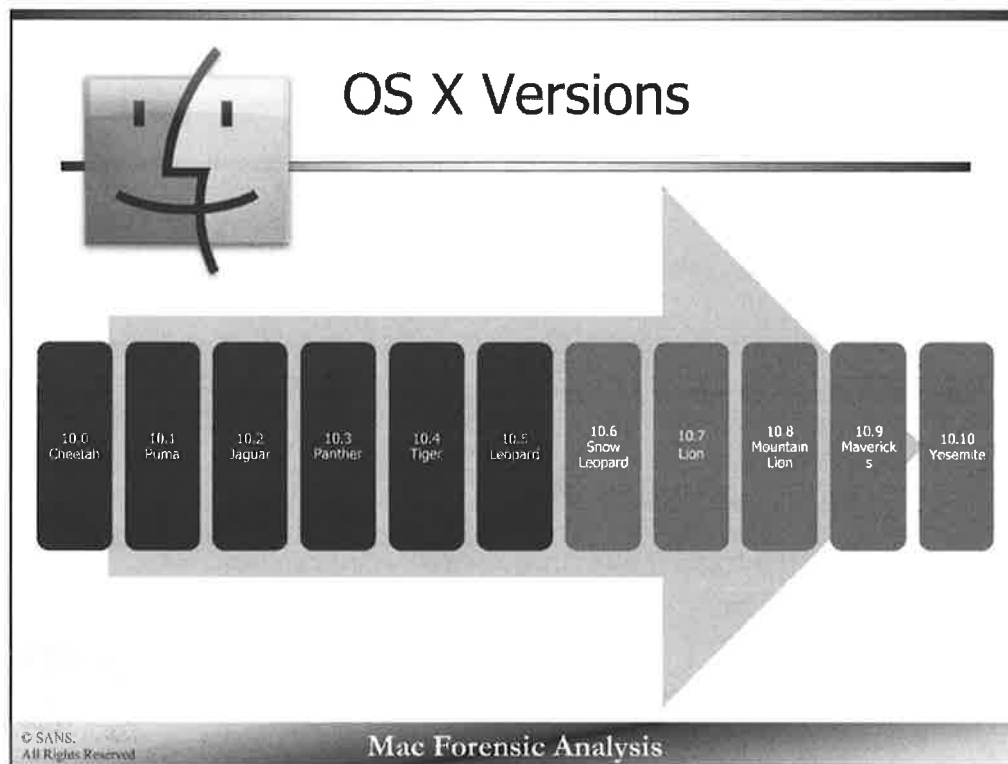 OS X Versions
10.0
Cheetah
10.1
Puma
10.2
Jaguar
10.3
Panther
10.4
Tiger
10.5
Leopard
10.6
Snow
Leopard
10.7
Lion
10.8
Mountain
Lion
10.9
Maverick
s
10.10
Yosemite
© SANS.
All Rights Reserved
Mac Forensic Analysis